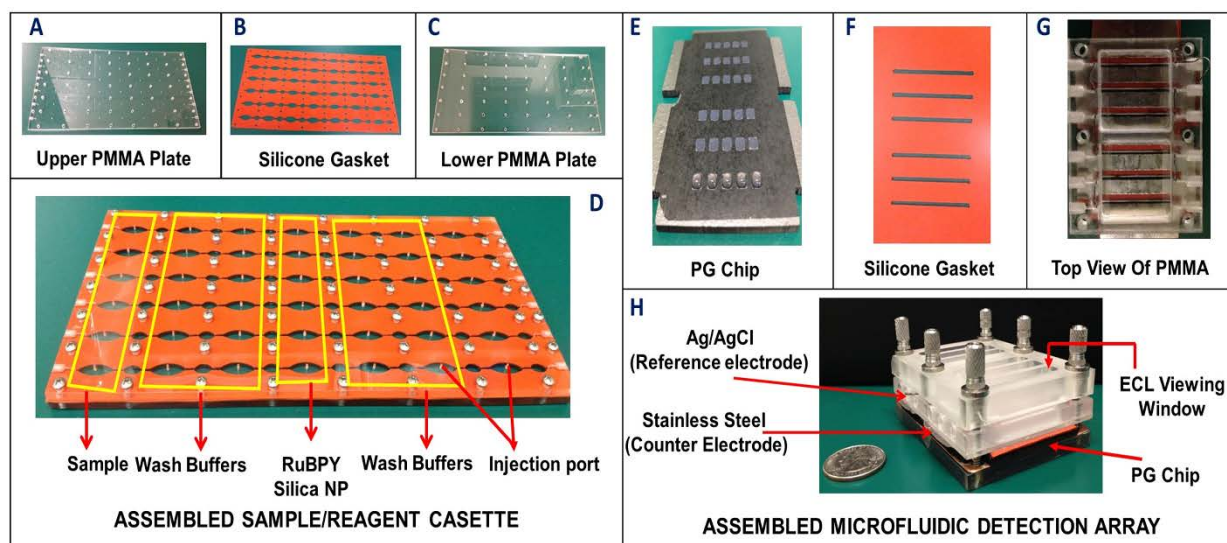 A
Upper PMMA Plate
B
Silicone Gasket
C
Lower PMMA Plate
D
Sample
Wash Buffers
RuBPY
Silica NP
Wash Buffers
Injection port
ASSEMBLED SAMPLE/REAGENT CASETTE
E
PG Chip
F
Silicone Gasket
G
Top View Of PMMA
H
Ag/AgCl
(Reference electrode)
Stainless Steel
(Counter Electrode)
ECL Viewing
Window
PG Chip
ASSEMBLED MICROFLUIDIC DETECTION ARRAY